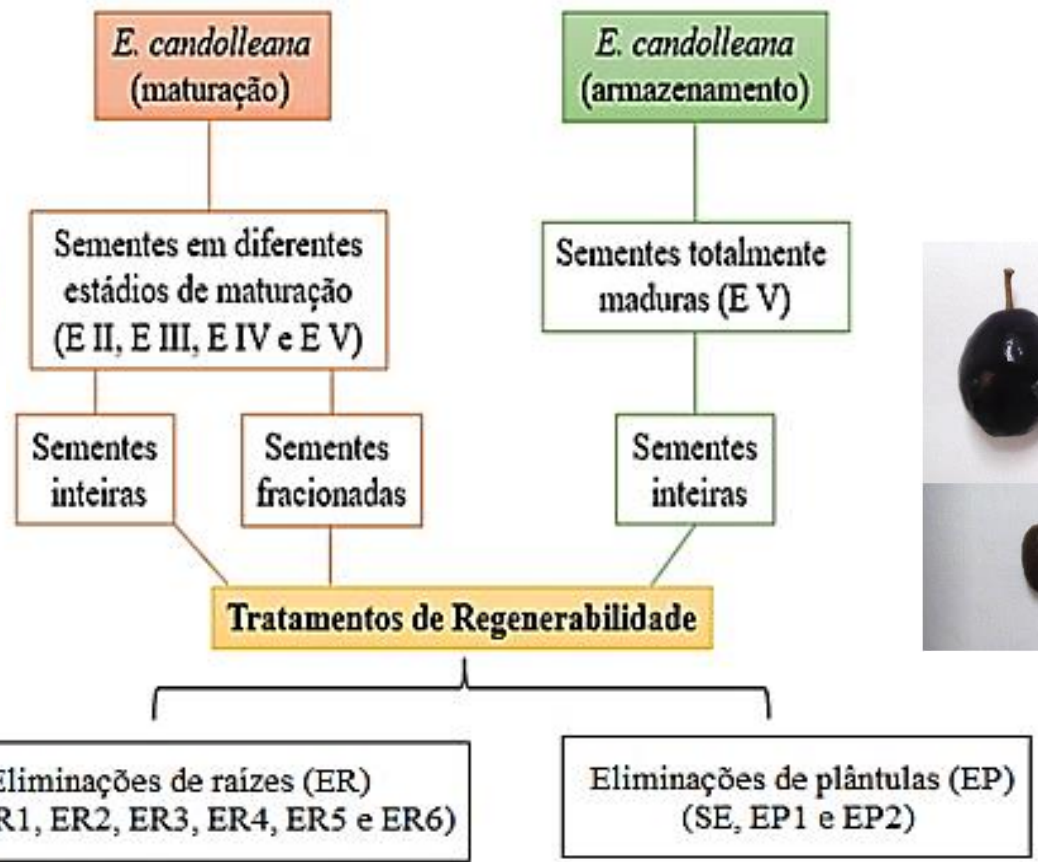 E. candolleana
(maturação)
E. candolleana
(armazenamento)
Sementes em diferentes
estádios de maturação
(E II, E III, E IV e E V)
Sementes totalmente
maduras (E V)
Sementes
inteiras
Sementes
fracionadas
Sementes
inteiras
Tratamentos de Regenerabilidade
Eliminações de raízes (ER)
R1, ER2, ER3, ER4, ER5 e ER6)
Eliminações de plântulas (EP)
(SE, EP1 e EP2)